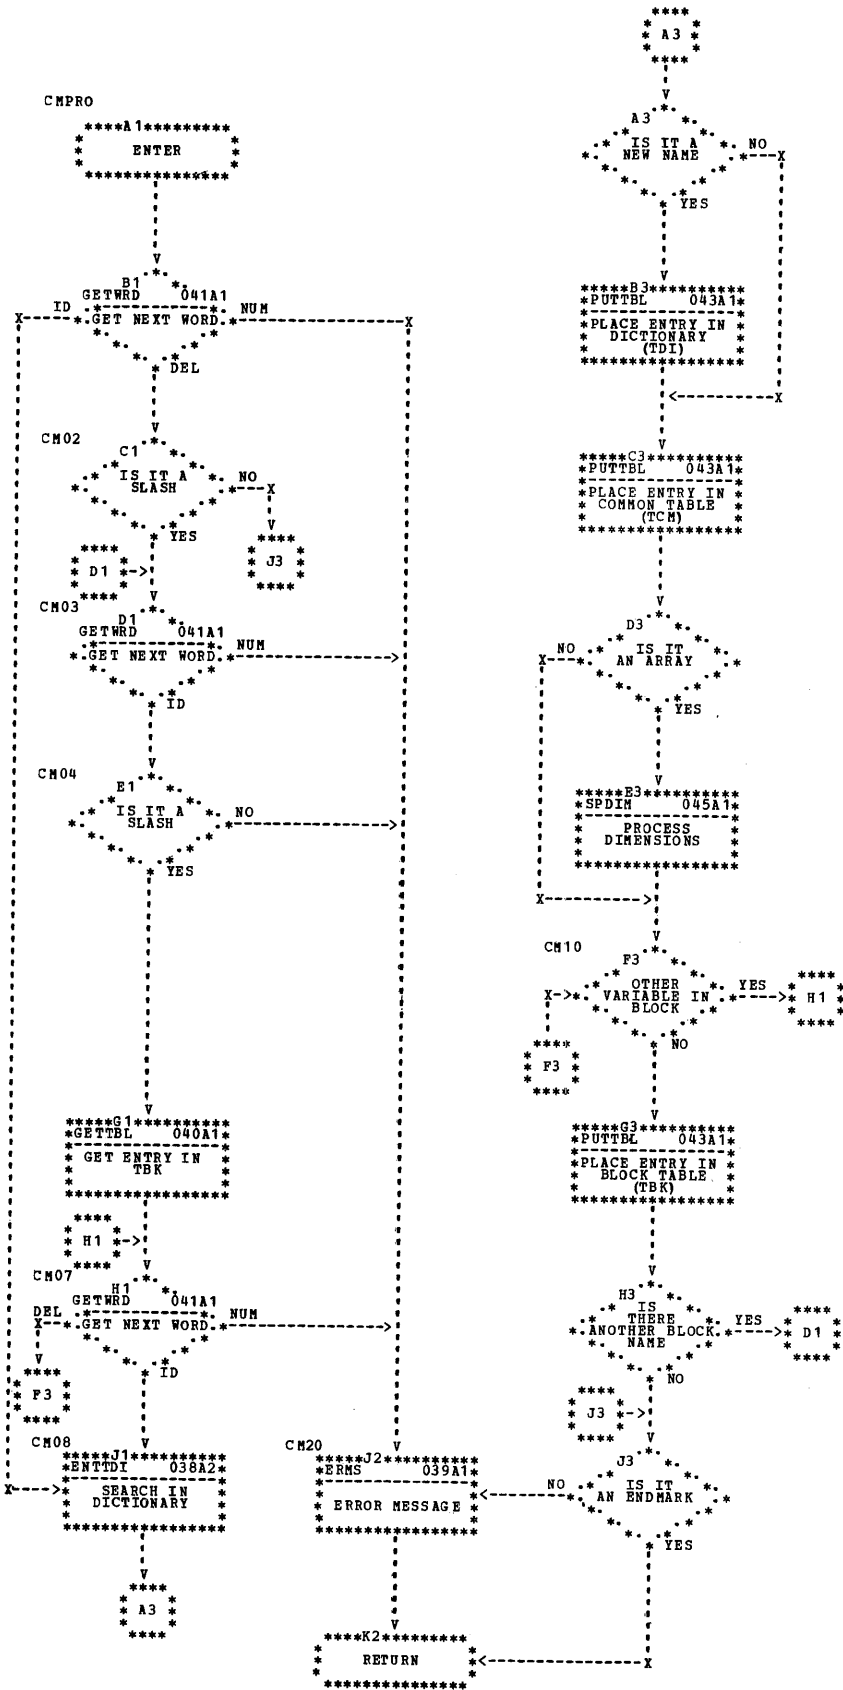 CMPRO
A1
ENTER
B1
GETWRD 041A1
ID GET NEXT WORD NUM
DEL
CM02
C1
IS IT A
SLASH
NO
YES
J3
D1
CM03
D1
GETWRD 041A1
GET NEXT WORD NUM
ID
CM04
E1
IS IT A
SLASH
NO
YES
G1
GETTBL 040A1
GET ENTRY IN
TBK
H1
CM07
H1
GETWRD 041A1
DEL GET NEXT WORD NUM
ID
F3
CM08
J1
ENTTDI 038A2
SEARCH IN
DICTIONARY
A3
CM20
J2
ERMS 039A1
ERROR MESSAGE
K2
RETURN
A3
A3
IS IT A
NEW NAME
NO
YES
B3
PUTTBL 043A1
PLACE ENTRY IN
DICTIONARY
(TDI)
C3
PUTTBL 043A1
PLACE ENTRY IN
COMMON TABLE
(TCM)
D3
IS IT
AN ARRAY
NO
YES
E3
SPDIM 045A1
PROCESS
DIMENSIONS
CM10
F3
OTHER
VARIABLE IN
BLOCK
YES
H1
NO
F3
G3
PUTTBL 043A1
PLACE ENTRY IN
BLOCK TABLE
(TBK)
H3
IS
THERE
ANOTHER BLOCK
NAME
YES
D1
NO
J3
J3
IS IT
AN ENDMARK
NO
YES